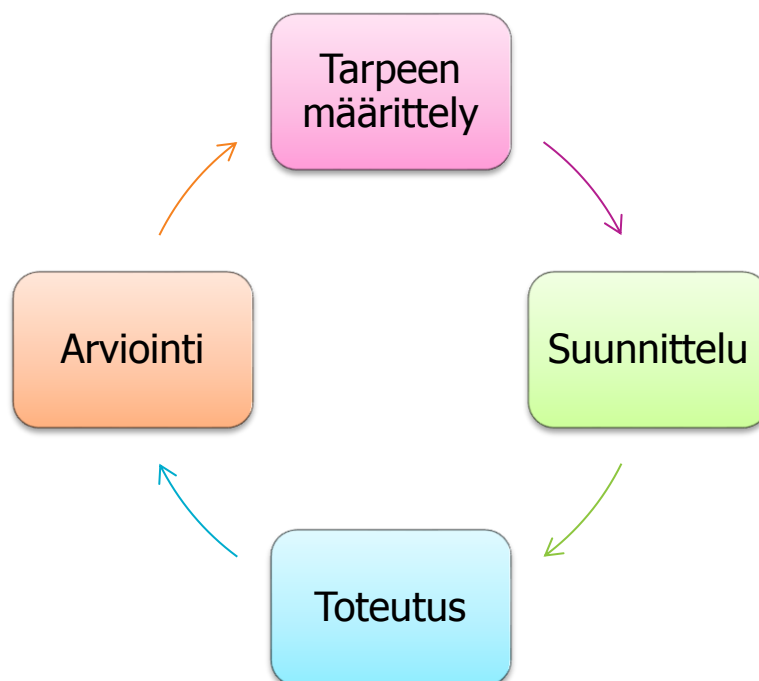 Tarpeen
määrittely
Suunnittelu
Toteutus
Arviointi